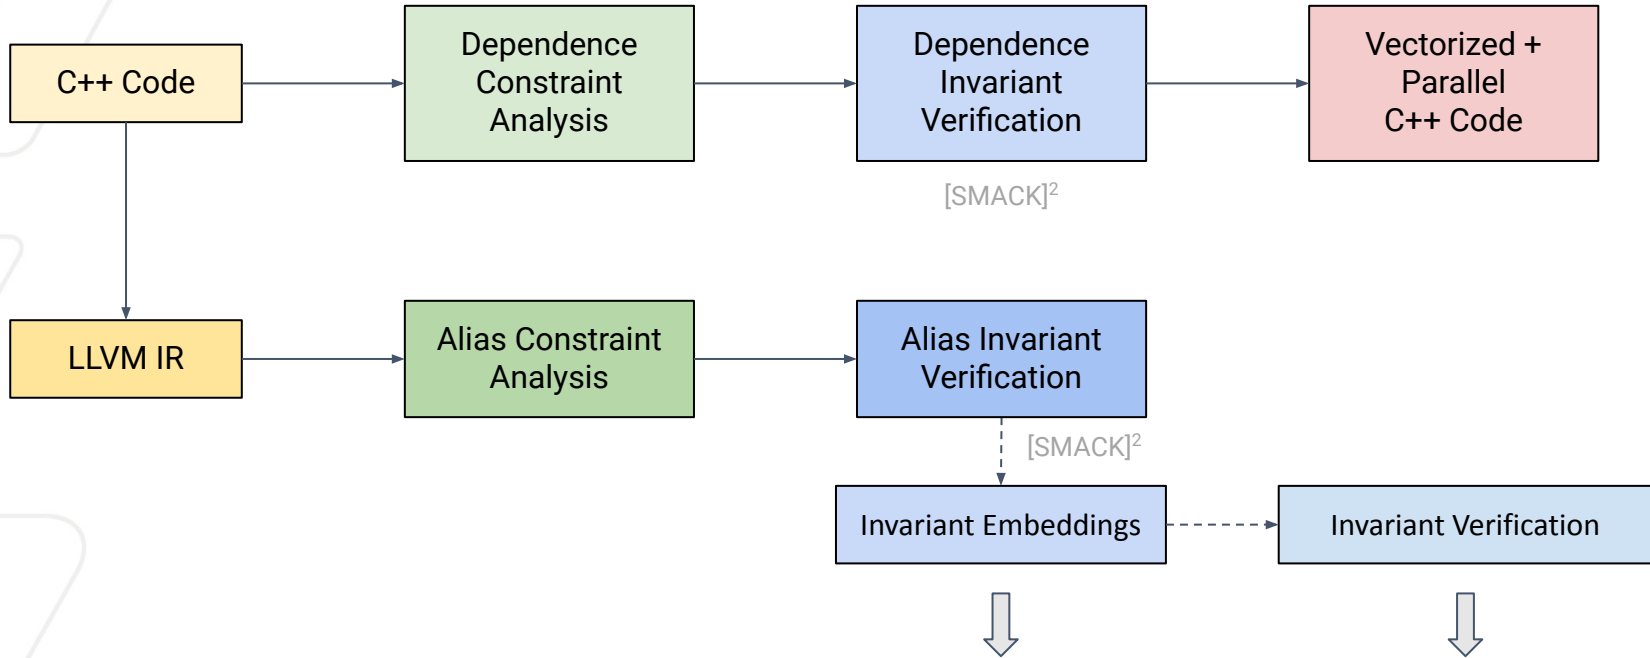 C++ Code
Dependence
Constraint
Analysis
Dependence
Invariant
Verification
Vectorized +
Parallel
C++ Code
[SMACK]²
LLVM IR
Alias Constraint
Analysis
Alias Invariant
Verification
[SMACK]²
Invariant Embeddings
Invariant Verification